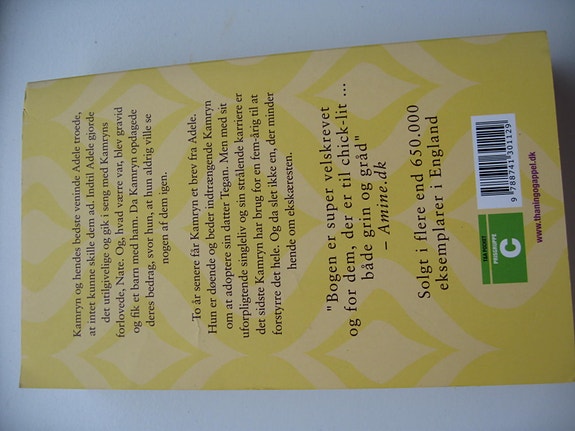 Kamryn og hendes bedste veninde Adele troede,
at intet kunne skille dem ad. Indtil Adele gjorde
det utilgivelige og gik i seng med Kamryns
forlovede, Nate. Og, hvad værre var, blev gravid
og fik et barn med ham. Da Kamryn opdagede
deres bedrag, svor hun, at hun aldrig ville se
nogen af dem igen.
To år senere får Kamryn et brev fra Adele.
Hun er døende og beder indtrængende Kamryn
om at adoptere sin datter Tegan. Men med sit
uforpligtende singleliv og sin strålende karriere er
det sidste Kamryn har brug for en fem-årig til at
forstyrre det hele. Og da slet ikke en, der minder
hende om ekskæresten.
"Bogen er super velskrevet
og for dem, der er til chick-lit ...
både grin og gråd"
– Amine.dk
Solgt i flere end 650.000
eksemplarer i England
9 788741 301129
PRISGRUPPE
C
www.thaningogappel.dk